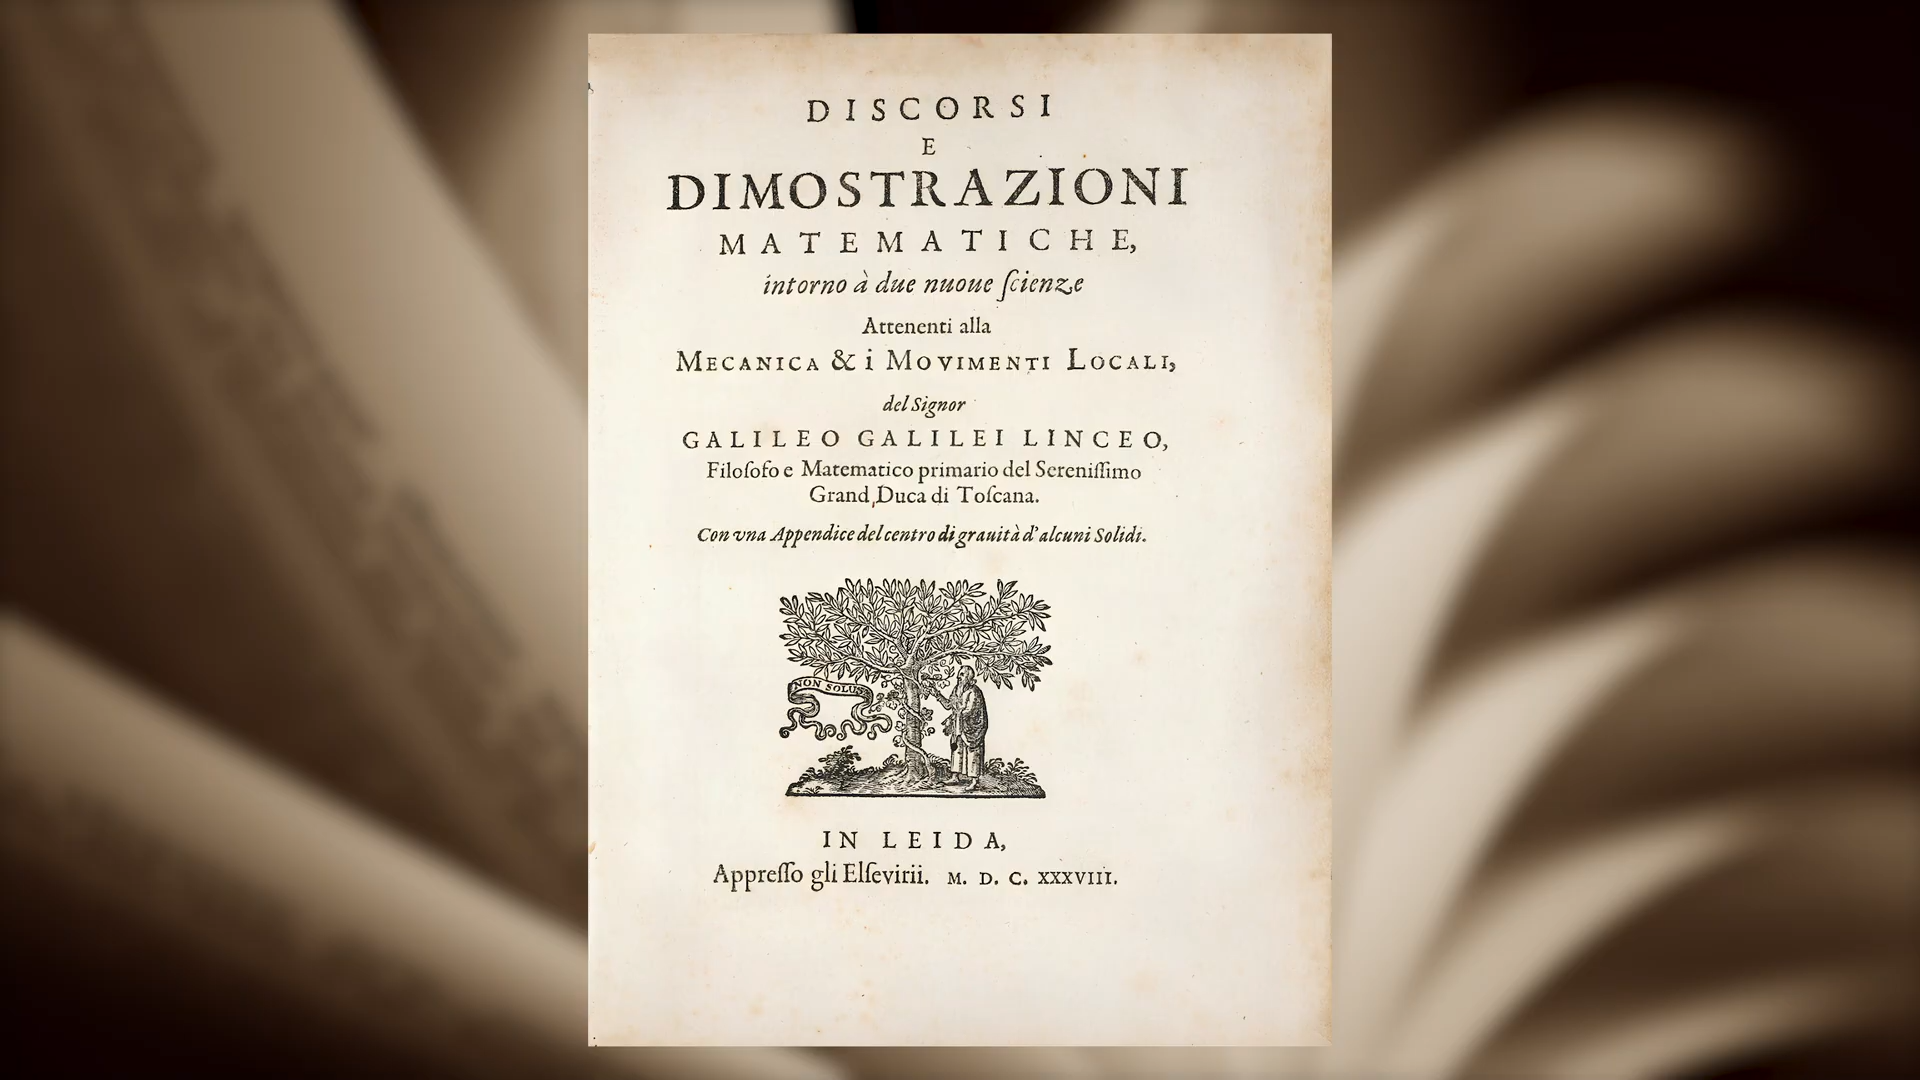 DISCORSI
E
DIMOSTRAZIONI
MATEMATICHE,
intorno à due nuoue ſcienze
Attenenti alla
MECANICA & i MOVIMENTI LOCALI,
del Signor
GALILEO GALILEI LINCEO,
Filoſofo e Matematico primario del Sereniſſimo
Grand Duca di Toſcana.
Con vna Appendice del centro di grauità d'alcuni Solidi.
NON SOLUS
IN LEIDA,
Appreſſo gli Elſevirii. M. D. C. XXXVIII.